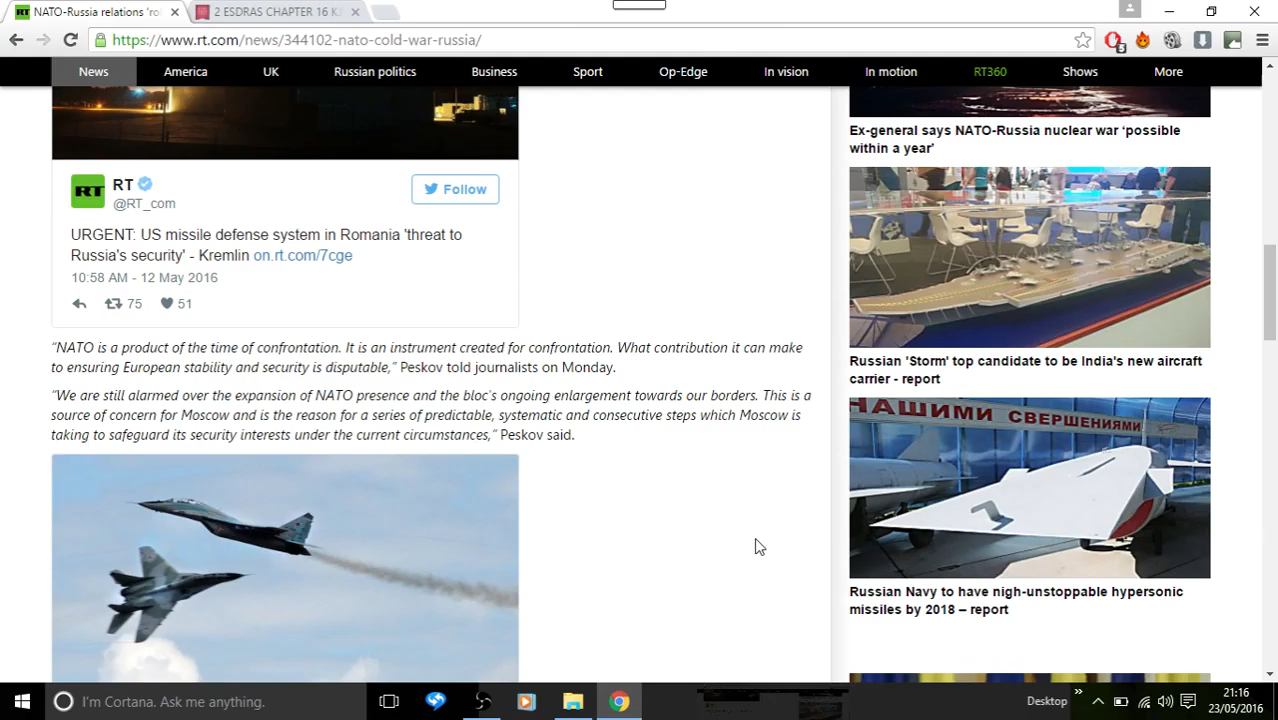 NATO-Russia relations 'ro
2 ESDRAS CHAPTER 16 K
https://www.rt.com/news/344102-nato-cold-war-russia/
5
News America UK Russian politics Business Sport Op-Edge In vision In motion RT360 Shows More
Ex-general says NATO-Russia nuclear war ‘possible
within a year’
RT
RT
@RT_com
Follow
URGENT: US missile defense system in Romania 'threat to
Russia's security' - Kremlin on.rt.com/7cge
10:58 AM - 12 May 2016
75 51
“NATO is a product of the time of confrontation. It is an instrument created for confrontation. What contribution it can make
to ensuring European stability and security is disputable,” Peskov told journalists on Monday.
“We are still alarmed over the expansion of NATO presence and the bloc's ongoing enlargement towards our borders. This is a
source of concern for Moscow and is the reason for a series of predictable, systematic and consecutive steps which Moscow is
taking to safeguard its security interests under the current circumstances,” Peskov said.
Russian 'Storm' top candidate to be India's new aircraft
carrier - report
НАШИМИ СВЕРШЕНИЯМИ
Russian Navy to have nigh-unstoppable hypersonic
missiles by 2018 – report
I'm Cortana. Ask me anything.
Desktop
21:16
23/05/2016